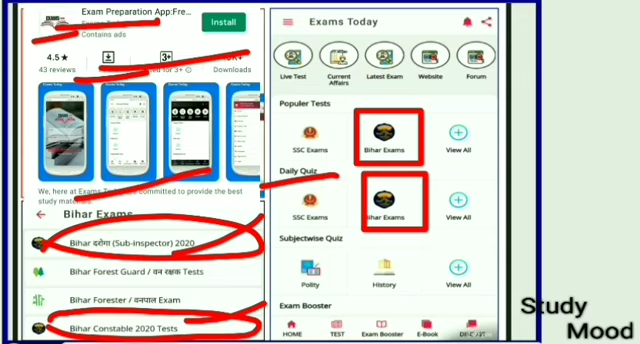 Exam Preparation App:Fre...
Contains ads
Install
4.5★
43 reviews
3+
for 3+
Downloads
We, here at Exams committed to provide the best
study material
Bihar Exams
Bihar दरोगा (Sub-inspector) 2020
Bihar Forest Guard / वन रक्षक Tests
Bihar Forester / वनपाल Exam
Bihar Constable 2020 Tests
Exams Today
Live Test
Current
Affairs
Latest Exam
Website
Forum
Populer Tests
SSC Exams
Bihar Exams
View All
Daily Quiz
SSC Exams
Bihar Exams
View All
Subjectwise Quiz
Polity
History
View All
Exam Booster
HOME
TEST
Exam Booster
E-Book
Study
Mood